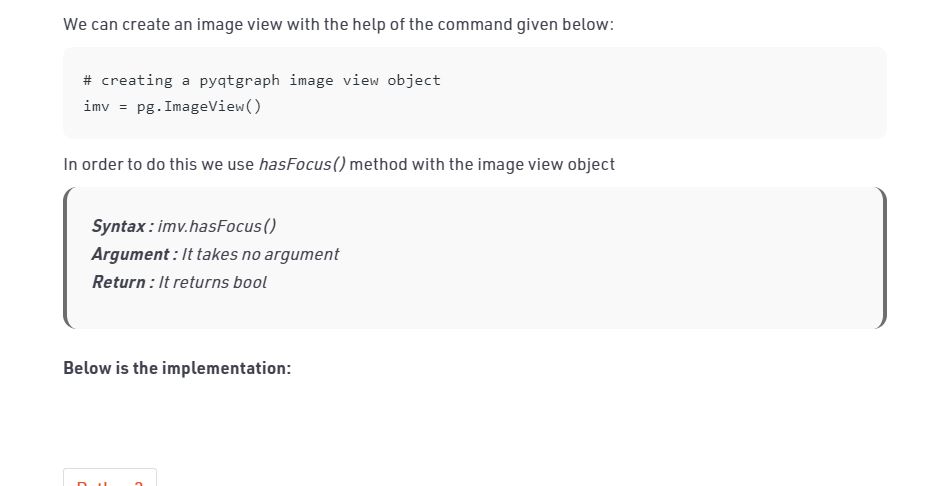 We can create an image view with the help of the command given below:
# creating a pyqtgraph image view object
imv = pg.ImageView()
In order to do this we use hasFocus() method with the image view object
Syntax : imv.hasFocus()
Argument : It takes no argument
Return : It returns bool
Below is the implementation: